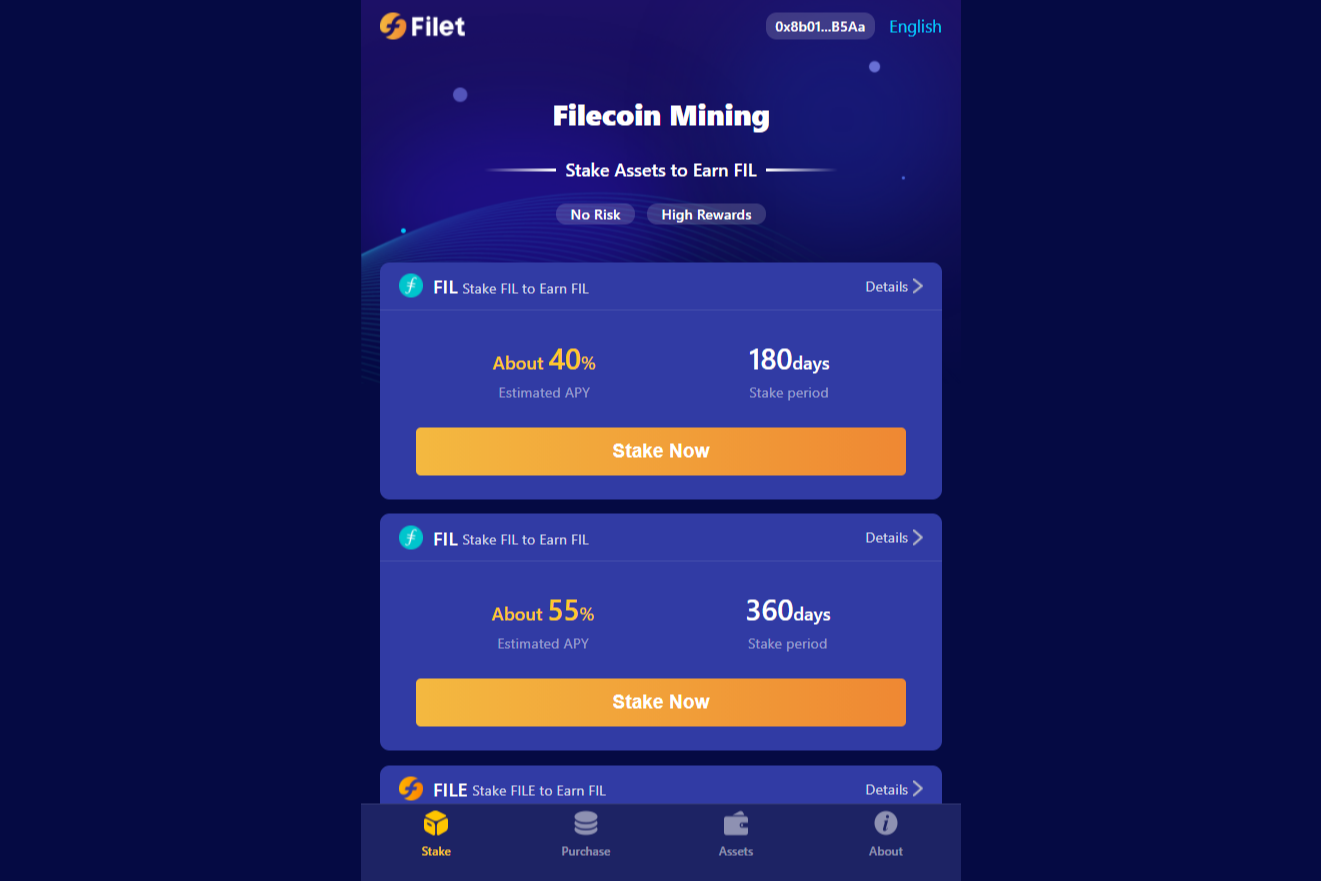 Filet
0x8b01...B5Aa English
Filecoin Mining
Stake Assets to Earn FIL
No Risk High Rewards
FIL Stake FIL to Earn FIL Details
About 40% 180days
Estimated APY Stake period
Stake Now
FIL Stake FIL to Earn FIL Details
About 55% 360days
Estimated APY Stake period
Stake Now
FILE Stake FILE to Earn FIL Details
Stake Purchase Assets About